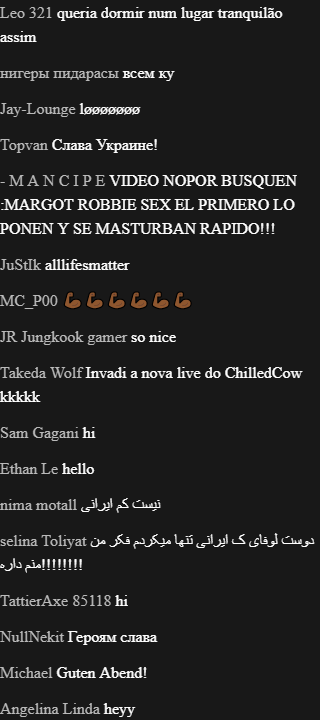 Leo 321 queria dormir num lugar tranquilão
assim
нигеры пидарасы всем ку
Jay-Lounge løøøøøøø
Topvan Слава Украине!
- M A N C I P E VIDEO NOPOR BUSQUEN
:MARGOT ROBBIE SEX EL PRIMERO LO
PONEN Y SE MASTURBAN RAPIDO!!!
JuStIk alllifesmatter
MC_P00 💪🏾💪🏾💪🏾💪🏾💪🏾💪🏾
JR Jungkook gamer so nice
Takeda Wolf Invadi a nova live do ChilledCow
kkkkk
Sam Gagani hi
Ethan Le hello
nima motall نیست کم ایرانی
selina Toliyat دوست لوفای ک ایرانی تنها میکردم فکر من
منم داره!!!!!!!!
TattierAxe 85118 hi
NullNekit Героям слава
Michael Guten Abend!
Angelina Linda heyy